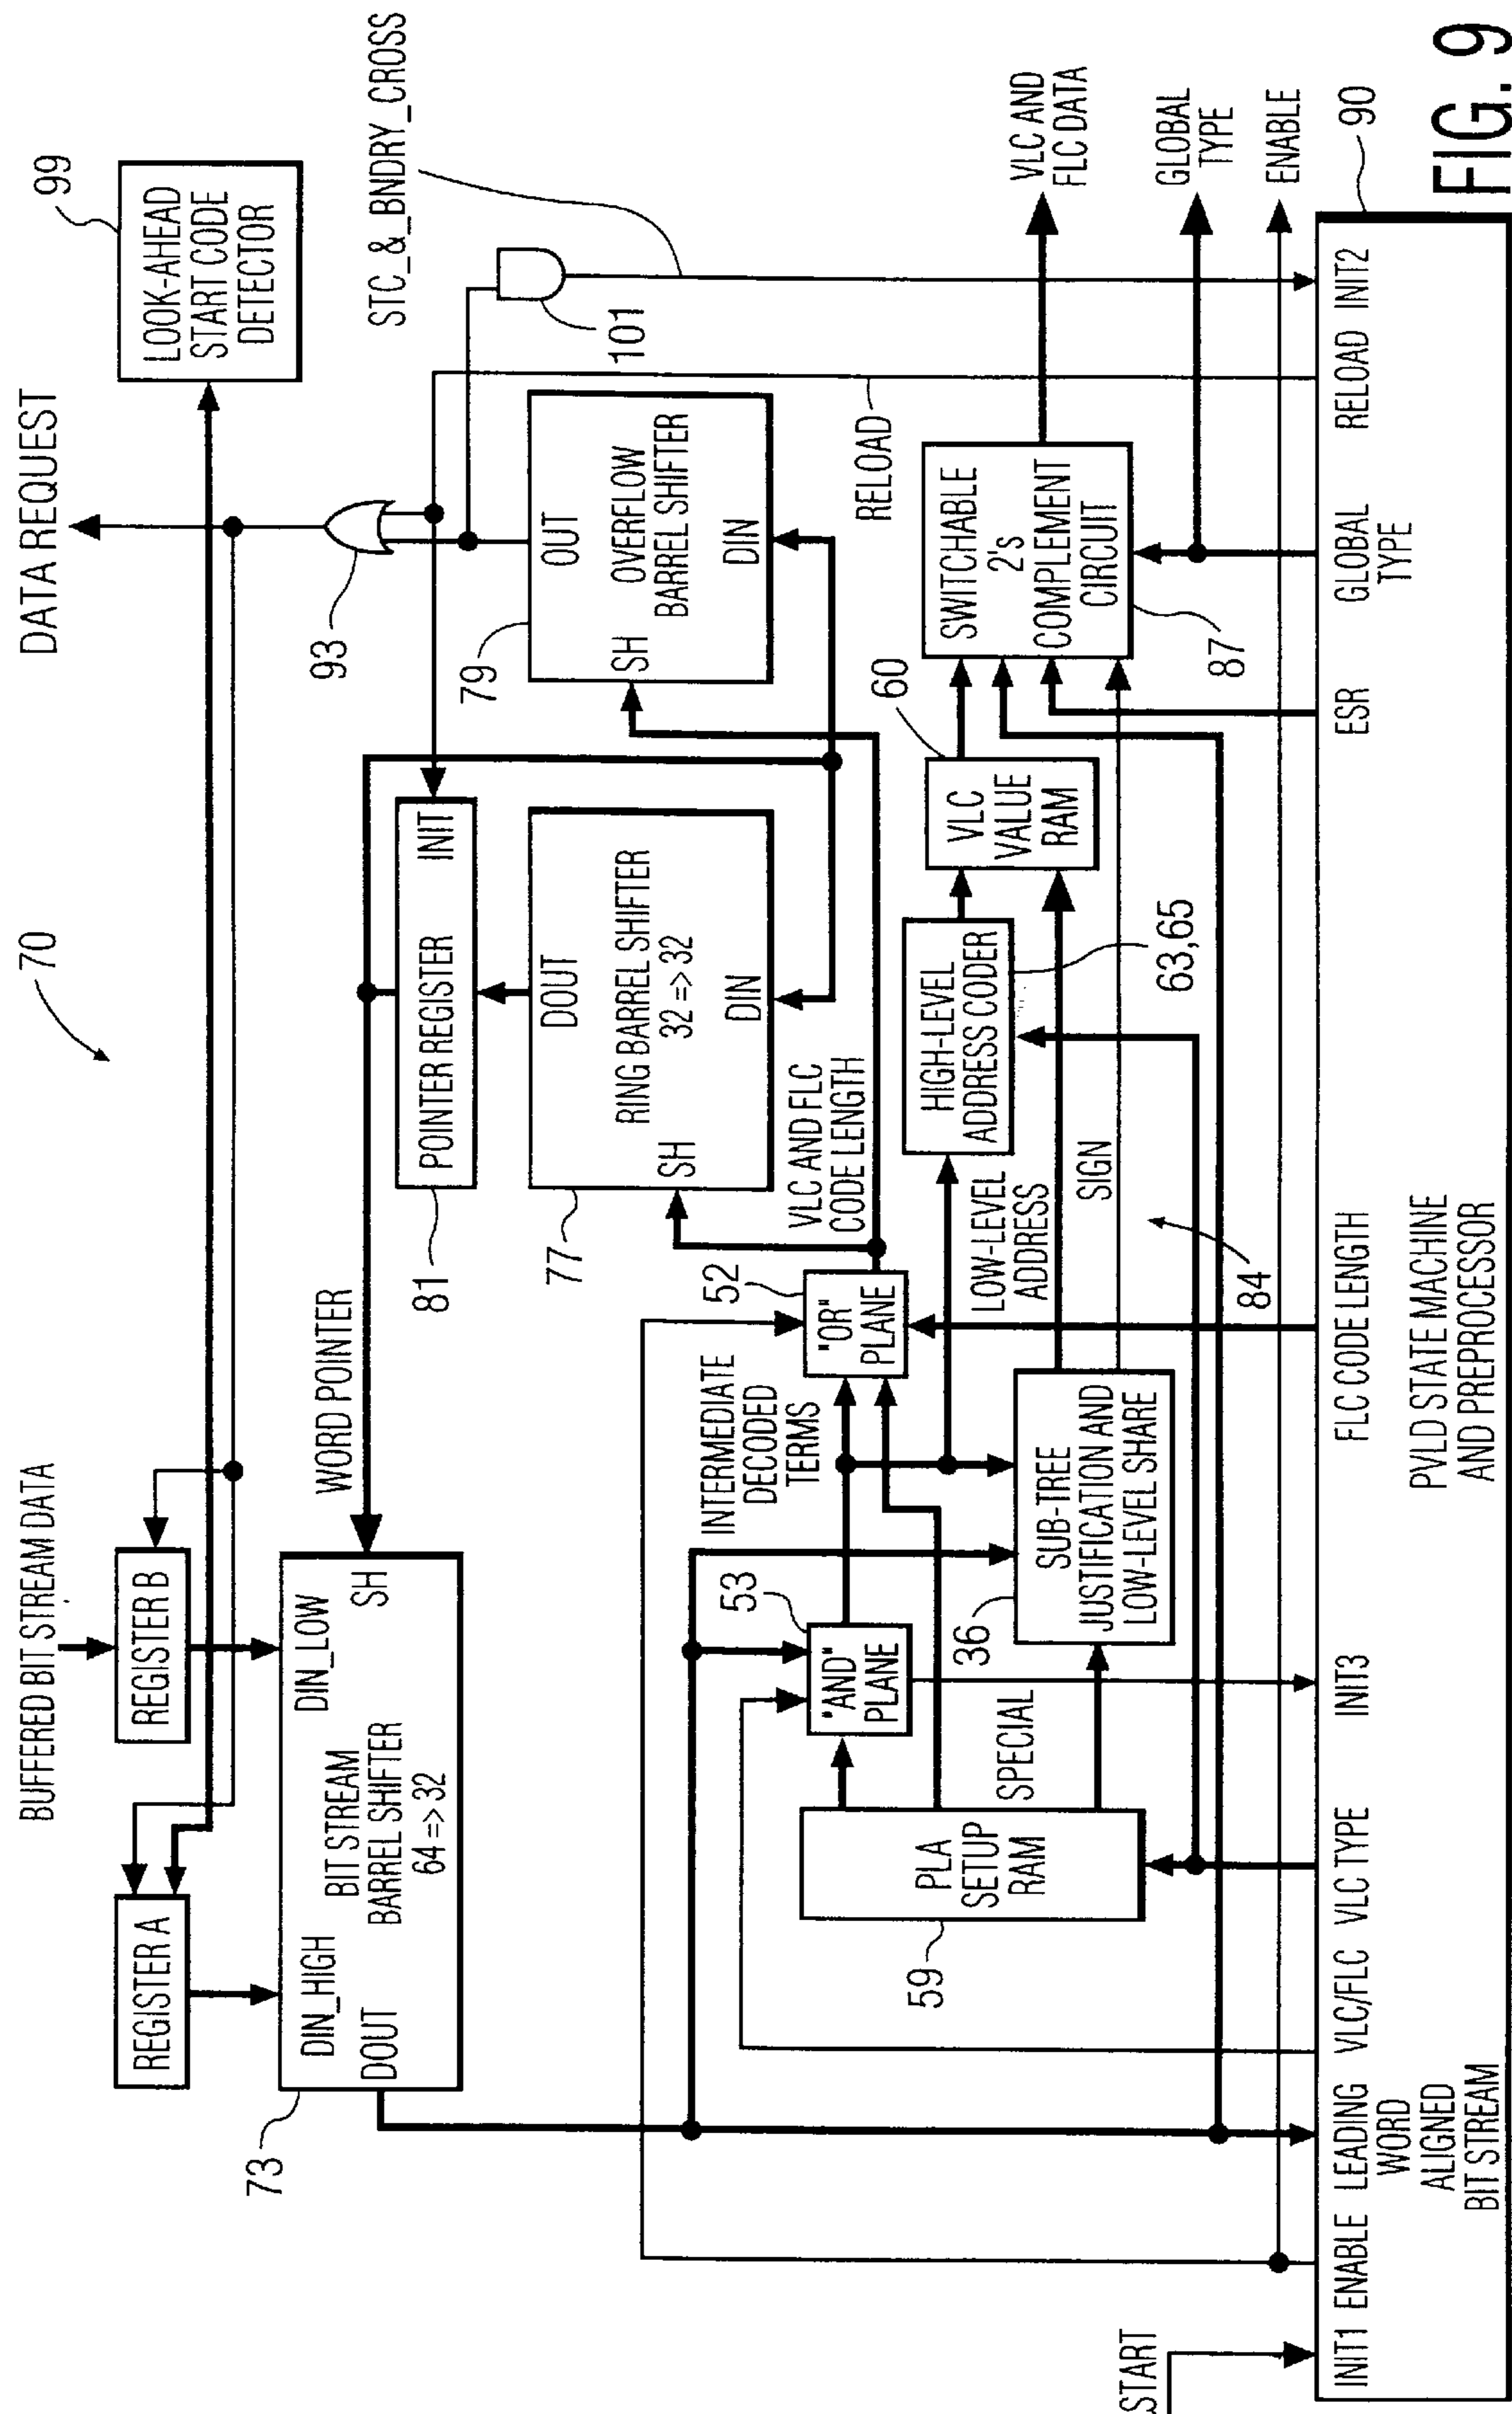 FIG. 9
70
BUFFERED BIT STREAM DATA
DATA REQUEST
REGISTER A
REGISTER B
LOOK-AHEAD
START CODE
DETECTOR
99
73
DIN_HIGH
DIN_LOW
DOUT
SH
BIT STREAM
BARREL SHIFTER
64 => 32
WORD POINTER
81
POINTER REGISTER
INIT
93
STC_&_BNDRY_CROSS
101
77
DOUT
SH
RING BARREL SHIFTER
32 => 32
DIN
79
OUT
SH
OVERFLOW
BARREL SHIFTER
DIN
INTERMEDIATE
DECODED
TERMS
52
VLC AND FLC
CODE LENGTH
"OR"
PLANE
53
"AND"
PLANE
59
PLA
SETUP
RAM
SPECIAL
36
SUB-TREE
JUSTIFICATION AND
LOW-LEVEL SHARE
LOW-LEVEL
ADDRESS
SIGN
84
HIGH-LEVEL
ADDRESS CODER
63,65
60
VLC
VALUE
RAM
RELOAD
SWITCHABLE
2's
COMPLEMENT
CIRCUIT
87
VLC AND
FLC DATA
GLOBAL
TYPE
ENABLE
90
START
INIT1
ENABLE
LEADING
WORD
ALIGNED
BIT STREAM
VLC/FLC
VLC TYPE
INIT3
FLC CODE LENGTH
ESR
GLOBAL
TYPE
RELOAD
INIT2
PVLD STATE MACHINE
AND PREPROCESSOR